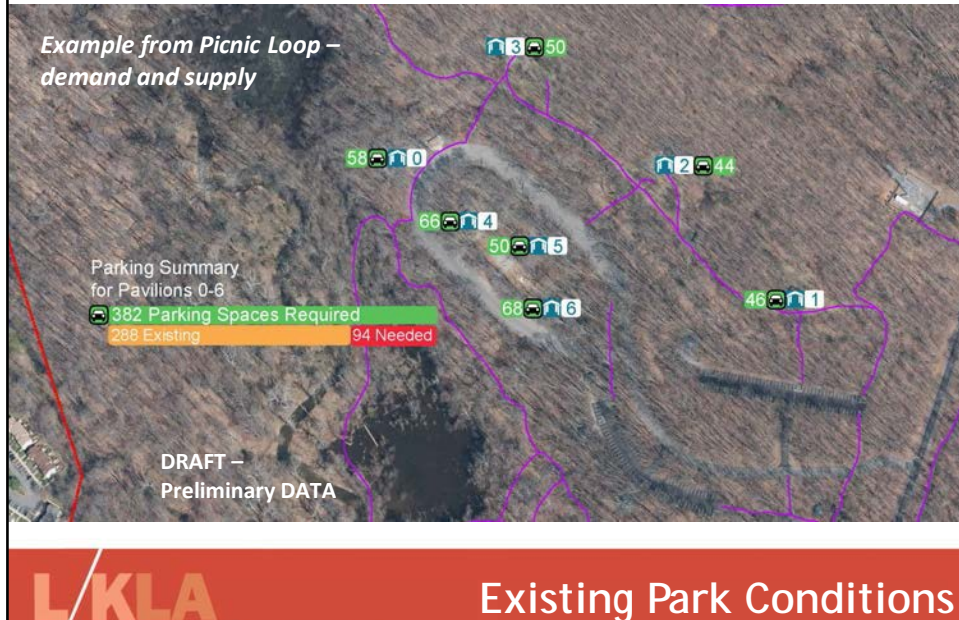 Example from Picnic Loop –
demand and supply
3 50
58 0
2 44
66 4
50 5
Parking Summary
for Pavilions 0-6
46 1
68 6
382 Parking Spaces Required
288 Existing 94 Needed
DRAFT –
Preliminary DATA
L/KLA
Existing Park Conditions